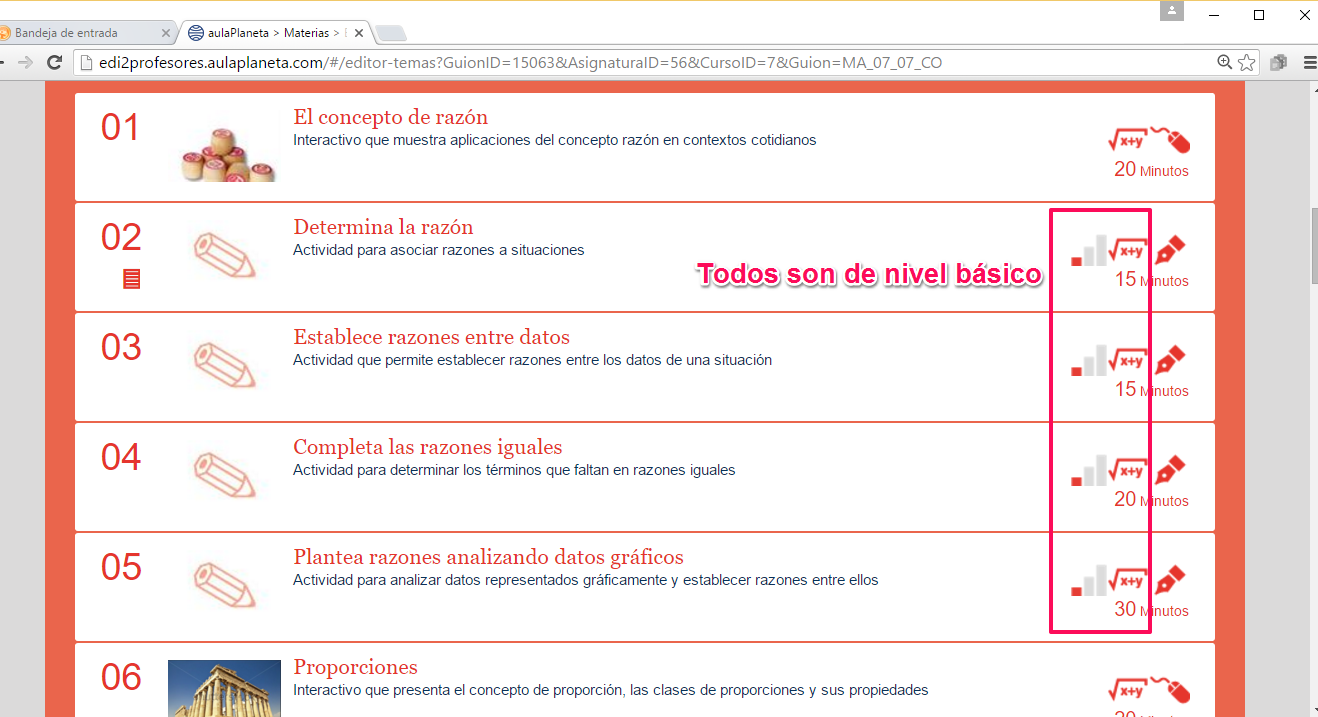 Bandeja de entrada
aulaPlaneta > Materias >
edi2profesores.aulaplaneta.com/#/editor-temas?GuionID=15063&AsignaturaID=56&CursoID=7&Guion=MA_07_07_CO
01
El concepto de razón
Interactivo que muestra aplicaciones del concepto razón en contextos cotidianos
√x+y
20 Minutos
02
Determina la razón
Actividad para asociar razones a situaciones
√x+y
Todos son de nivel básico
15 Minutos
03
Establece razones entre datos
Actividad que permite establecer razones entre los datos de una situación
√x+y
15 Minutos
04
Completa las razones iguales
Actividad para determinar los términos que faltan en razones iguales
√x+y
20 Minutos
05
Plantea razones analizando datos gráficos
Actividad para analizar datos representados gráficamente y establecer razones entre ellos
√x+y
30 Minutos
06
Proporciones
Interactivo que presenta el concepto de proporción, las clases de proporciones y sus propiedades
√x+y
20 Minutos